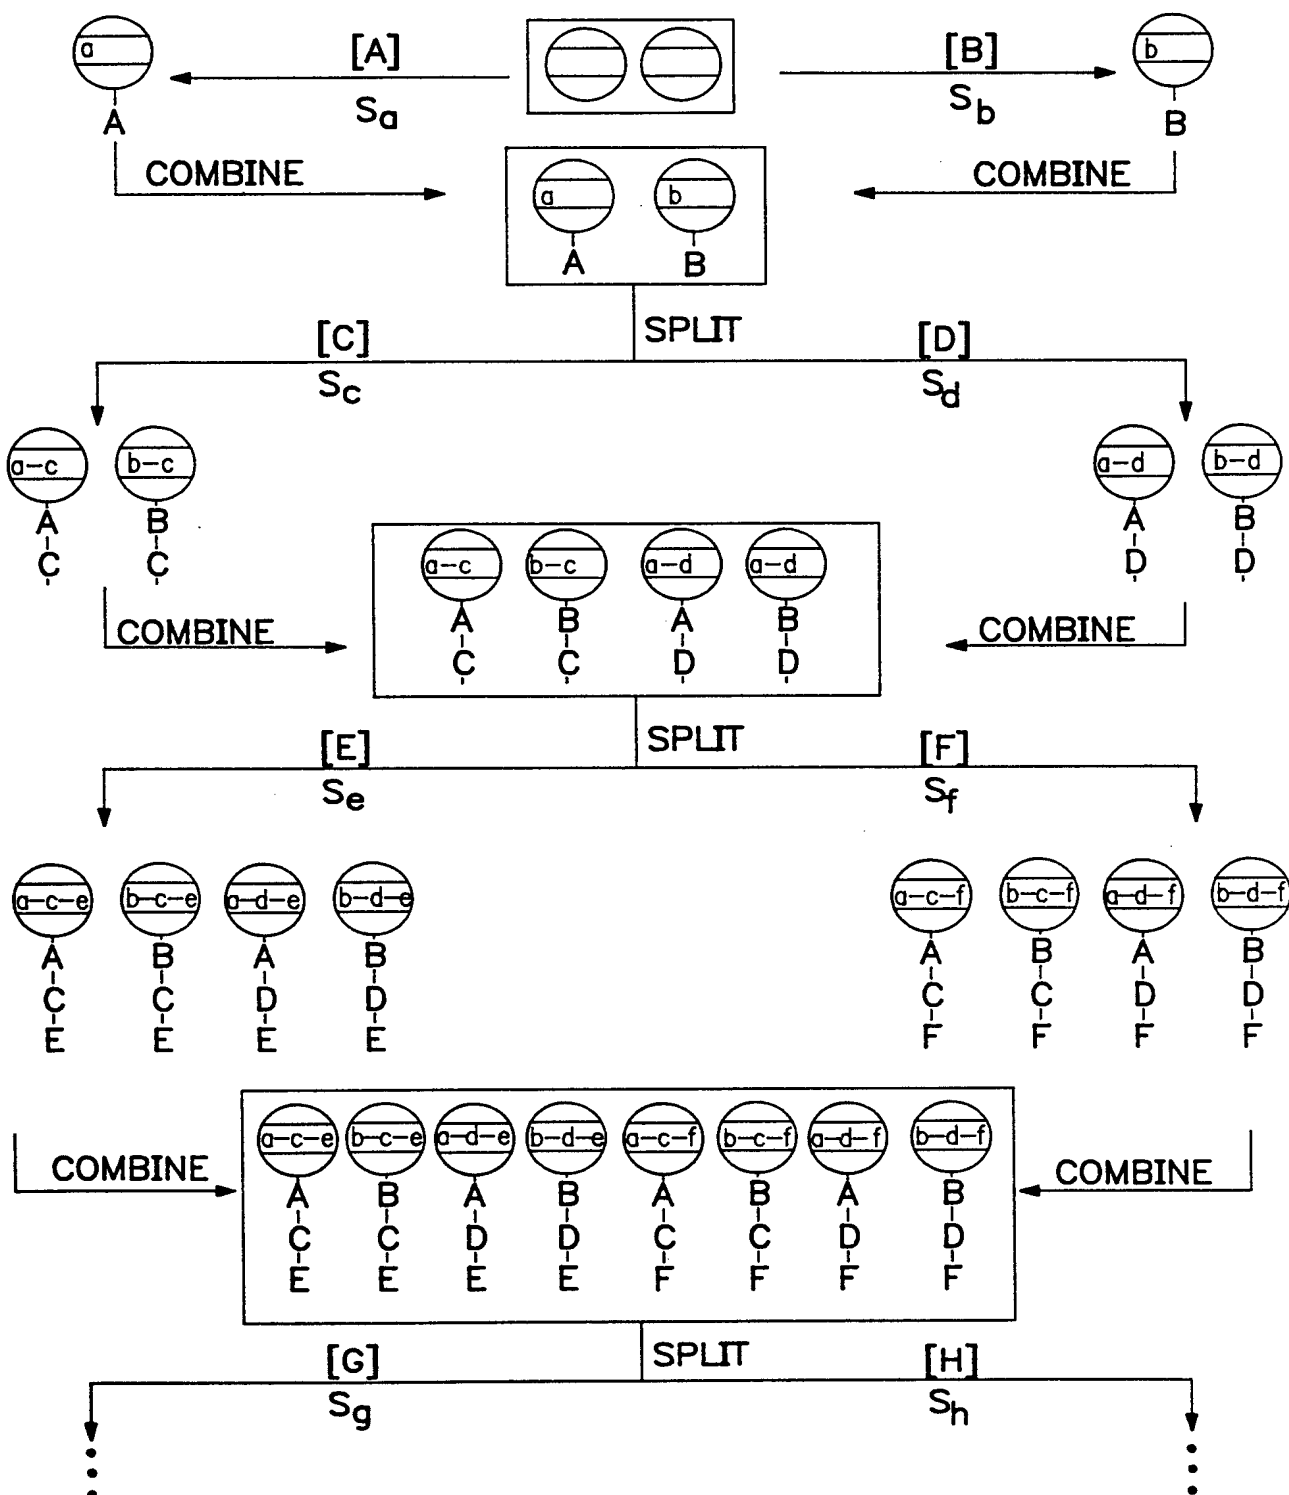 a [A] [B] b
Sa Sb
A B
COMBINE COMBINE
a b
A B
SPLIT
[C] [D]
Sc Sd
a-c b-c a-d b-d
A B A B
C C D D
a-c b-c a-d a-d
A B A B
C C D D
COMBINE COMBINE
SPLIT
[E] [F]
Se Sf
a-c-e b-c-e a-d-e b-d-e a-c-f b-c-f a-d-f b-d-f
A B A B A B A B
C C D D C C D D
E E E E F F F F
a-c-e b-c-e a-d-e b-d-e a-c-f b-c-f a-d-f b-d-f
COMBINE COMBINE
A B A B A B A B
C C D D C C D D
E E E E F F F F
SPLIT
[G] [H]
Sg Sh